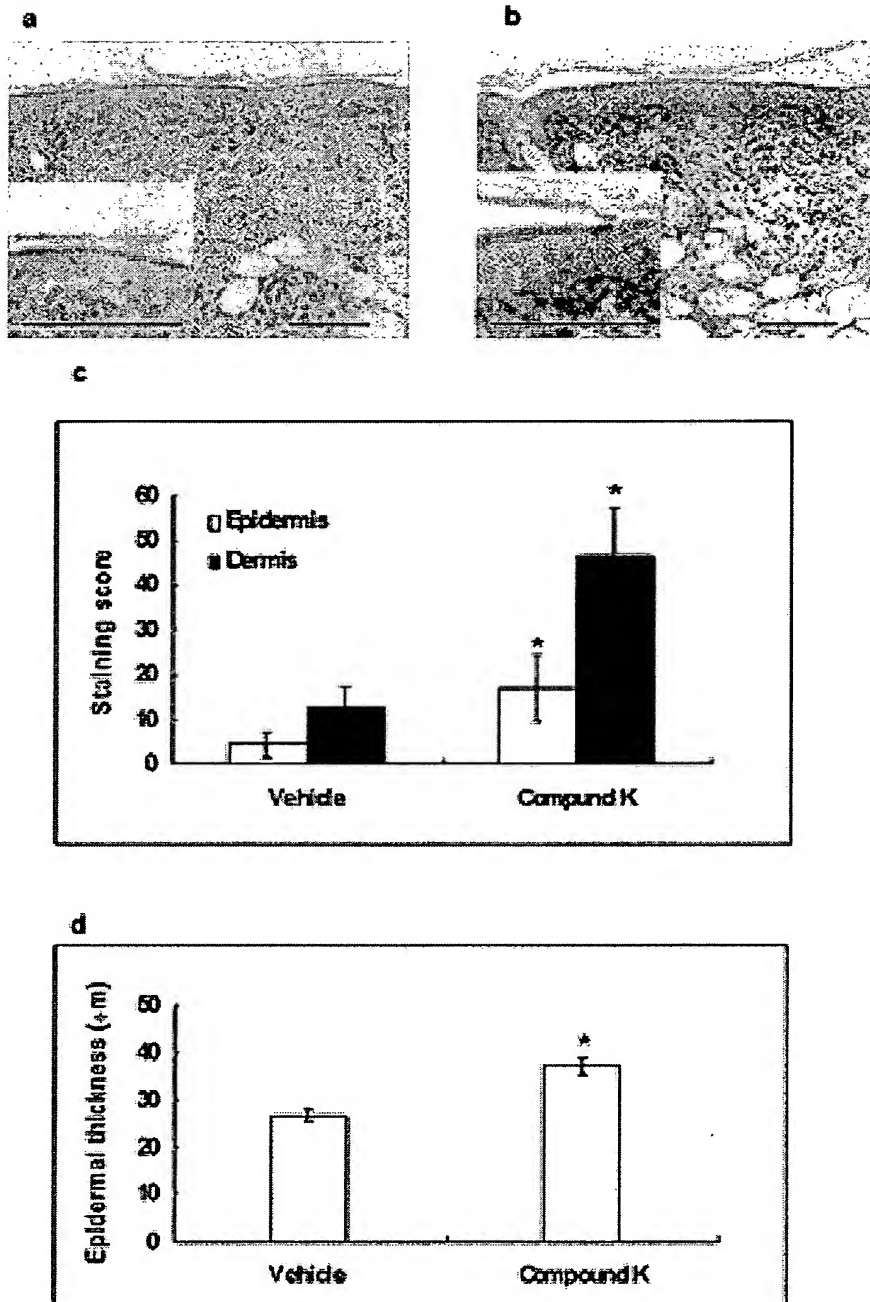 a
b
c
60
50
40
30
20
10
0
Staining score
Epidermis
Dermis
*
*
Vehicle
Compund K
d
50
40
30
20
10
0
Epidermal thickness (+m)
*
Vehicle
Compound K